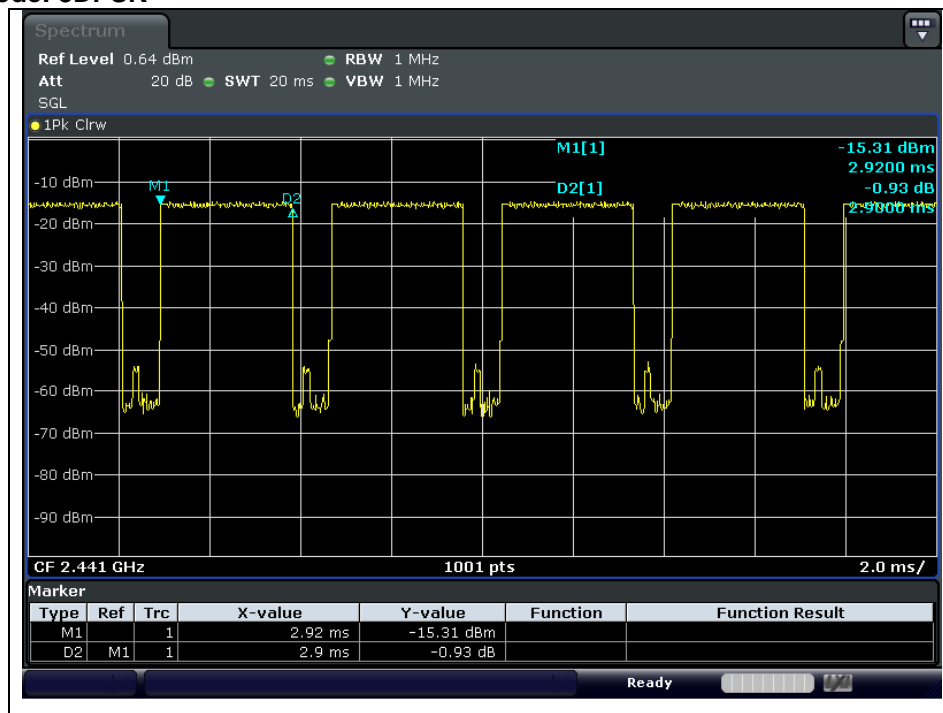 Spectrum
Ref Level 0.64 dBm RBW 1 MHz
Att 20 dB SWT 20 ms VBW 1 MHz
SGL
1Pk Clrw
M1[1] -15.31 dBm
2.9200 ms
D2[1] -0.93 dB
2.9000 ms
M1
D2
-10 dBm
-20 dBm
-30 dBm
-40 dBm
-50 dBm
-60 dBm
-70 dBm
-80 dBm
-90 dBm
CF 2.441 GHz 1001 pts 2.0 ms/
Marker
Type Ref Trc X-value Y-value Function Function Result
M1 1 2.92 ms -15.31 dBm
D2 M1 1 2.9 ms -0.93 dB
Ready